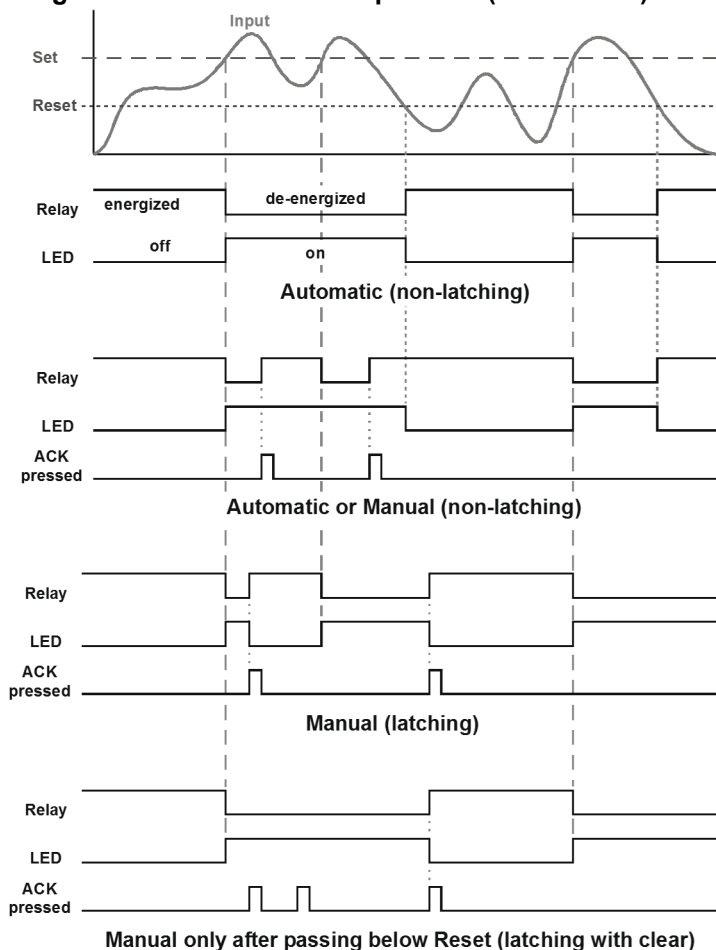 Input
Set
Reset
Relay
energized
de-energized
LED
off
on
Automatic (non-latching)
Relay
LED
ACK
pressed
Automatic or Manual (non-latching)
Relay
LED
ACK
pressed
Manual (latching)
Relay
LED
ACK
pressed
Manual only after passing below Reset (latching with clear)